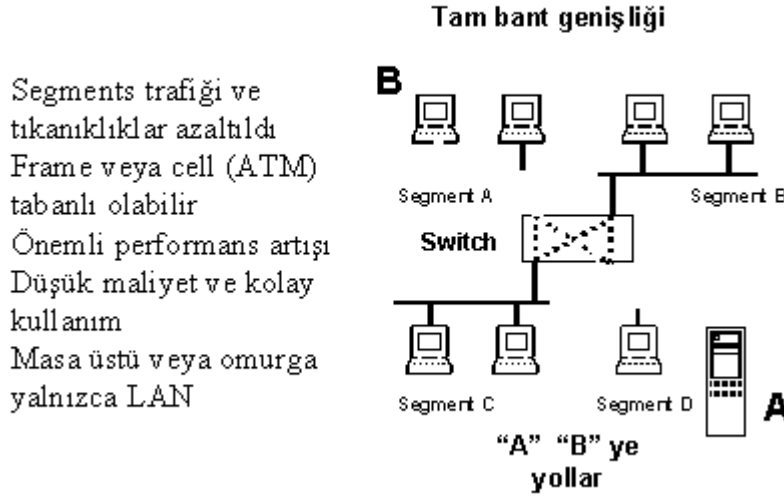 Tam bant genişliği
Segments trafiği ve
tıkanıklıklar azaltıldı
Frame veya cell (ATM)
tabanlı olabilir
Önemli performans artışı
Düşük maliyet ve kolay
kullanım
Masa üstü veya omurga
yalnızca LAN
B
Segment A
Segment B
Switch
Segment C
Segment D
A
“A” “B” ye
yollar